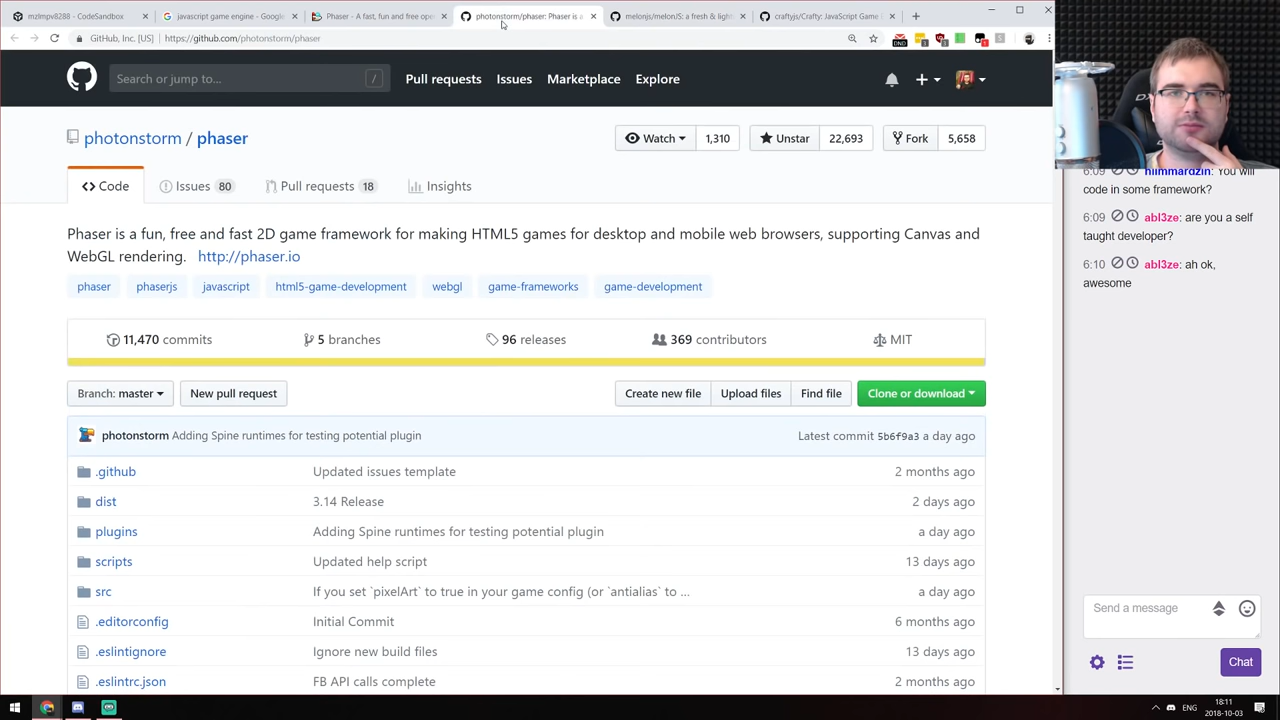 mzlmpv8288 - CodeSandbox
javascript game engine - Google
Phaser - A fast, fun and free ope
photonstorm/phaser: Phaser is a
melonjs/melonJS: a fresh & light
craftyjs/Crafty: JavaScript Game
GitHub, Inc. [US] | https://github.com/photonstorm/phaser
Search or jump to...
/
Pull requests
Issues
Marketplace
Explore
photonstorm / phaser
Watch
1,310
Unstar
22,693
Fork
5,658
<> Code
Issues 80
Pull requests 18
Insights
Phaser is a fun, free and fast 2D game framework for making HTML5 games for desktop and mobile web browsers, supporting Canvas and
WebGL rendering. http://phaser.io
phaser
phaserjs
javascript
html5-game-development
webgl
game-frameworks
game-development
11,470 commits
5 branches
96 releases
369 contributors
MIT
Branch: master
New pull request
Create new file
Upload files
Find file
Clone or download
photonstorm Adding Spine runtimes for testing potential plugin
Latest commit 5b6f9a3 a day ago
.github Updated issues template 2 months ago
dist 3.14 Release 2 days ago
plugins Adding Spine runtimes for testing potential plugin a day ago
scripts Updated help script 13 days ago
src If you set `pixelArt` to true in your game config (or `antialias` to ... a day ago
.editorconfig Initial Commit 6 months ago
.eslintignore Ignore new build files 13 days ago
.eslintrc.json FB API calls complete 2 months ago
6:09 niimmardzin: You will
code in some framework?
6:09 abl3ze: are you a self
taught developer?
6:10 abl3ze: ah ok,
awesome
Send a message
Chat
ENG
18:11
2018-10-03